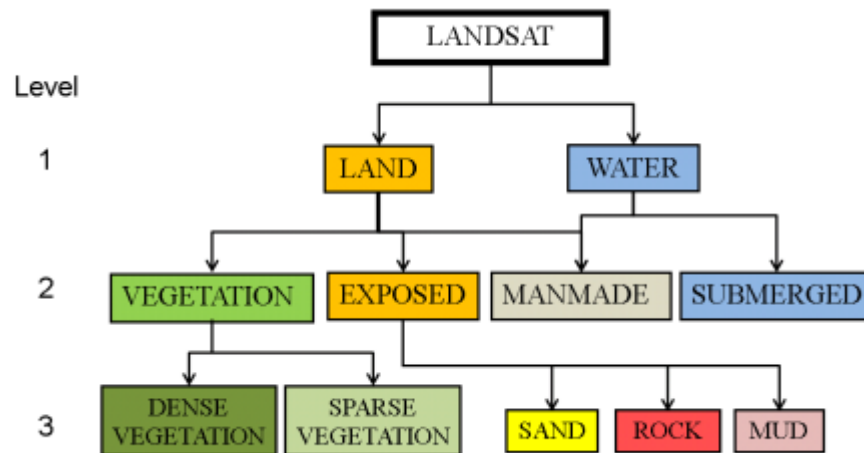 LANDSAT
Level
1
LAND
WATER
2
VEGETATION
EXPOSED
MANMADE
SUBMERGED
3
DENSE
VEGETATION
SPARSE
VEGETATION
SAND
ROCK
MUD